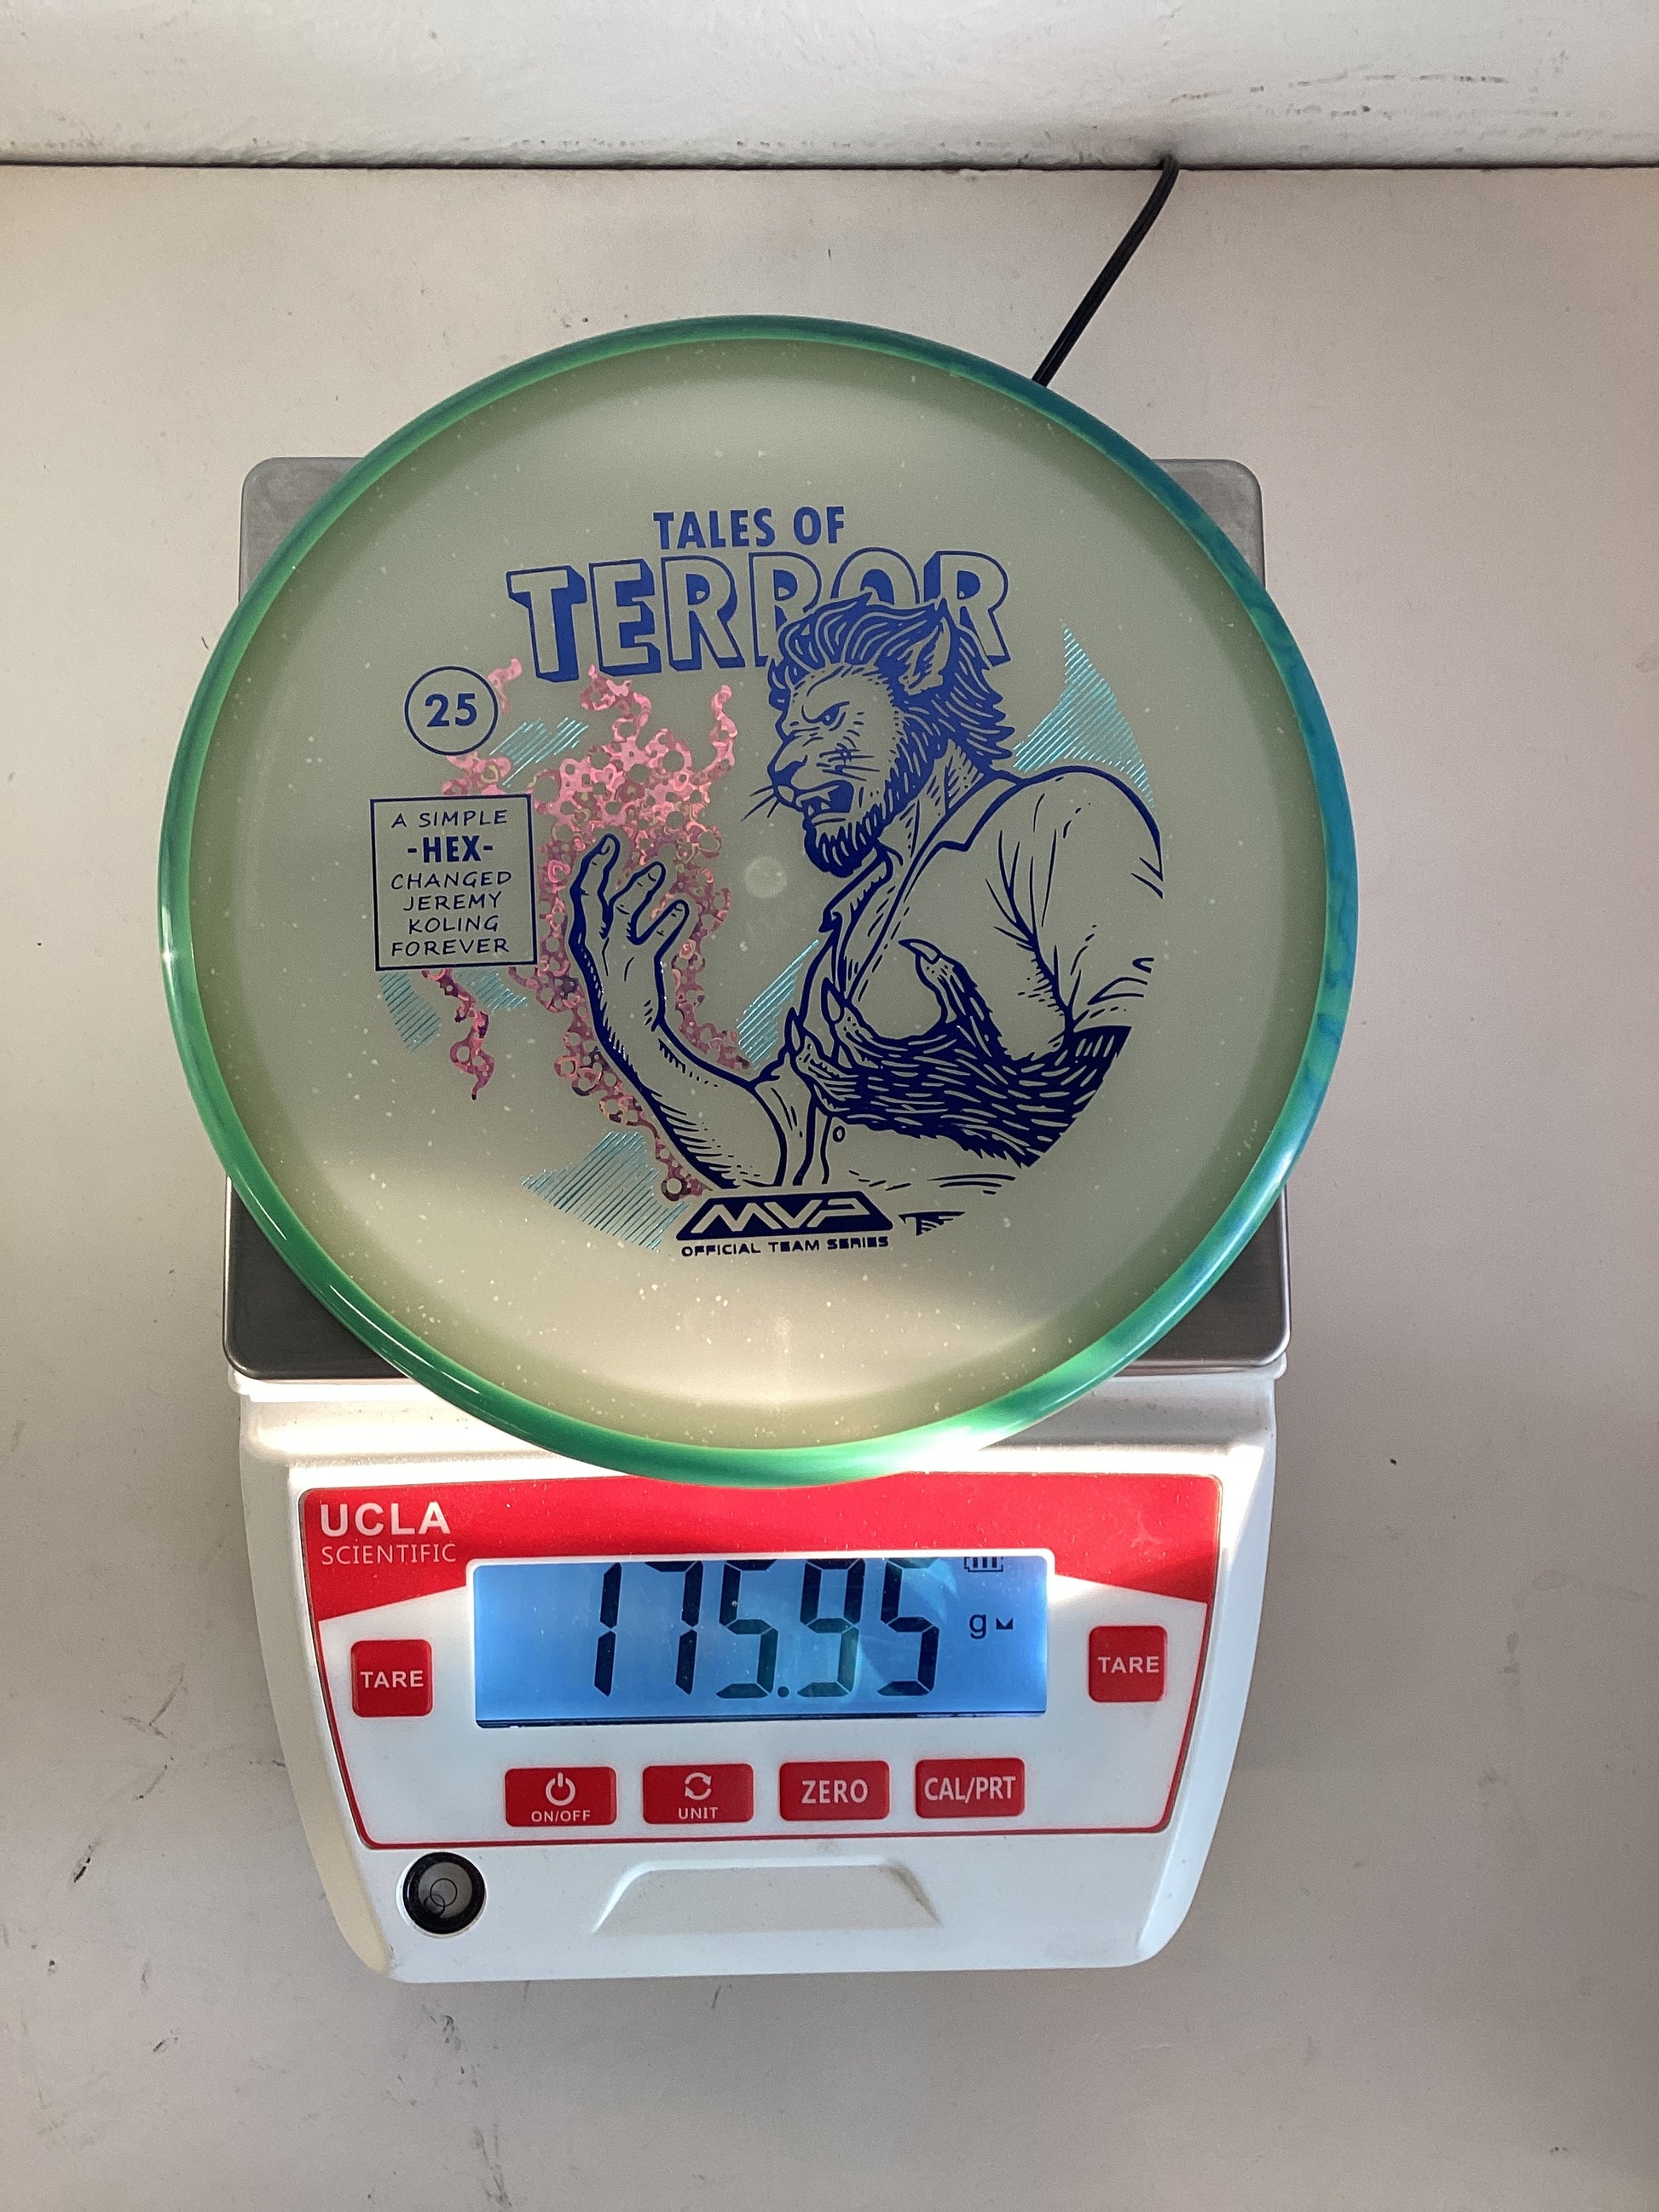 TALES OF
TERROR
25
A SIMPLE
-HEX-
CHANGED
JEREMY
KOLING
FOREVER
MVP
OFFICIAL TEAM SERIES
UCLA
SCIENTIFIC
175.95 g
TARE
TARE
ON/OFF
UNIT
ZERO
CAL/PRT